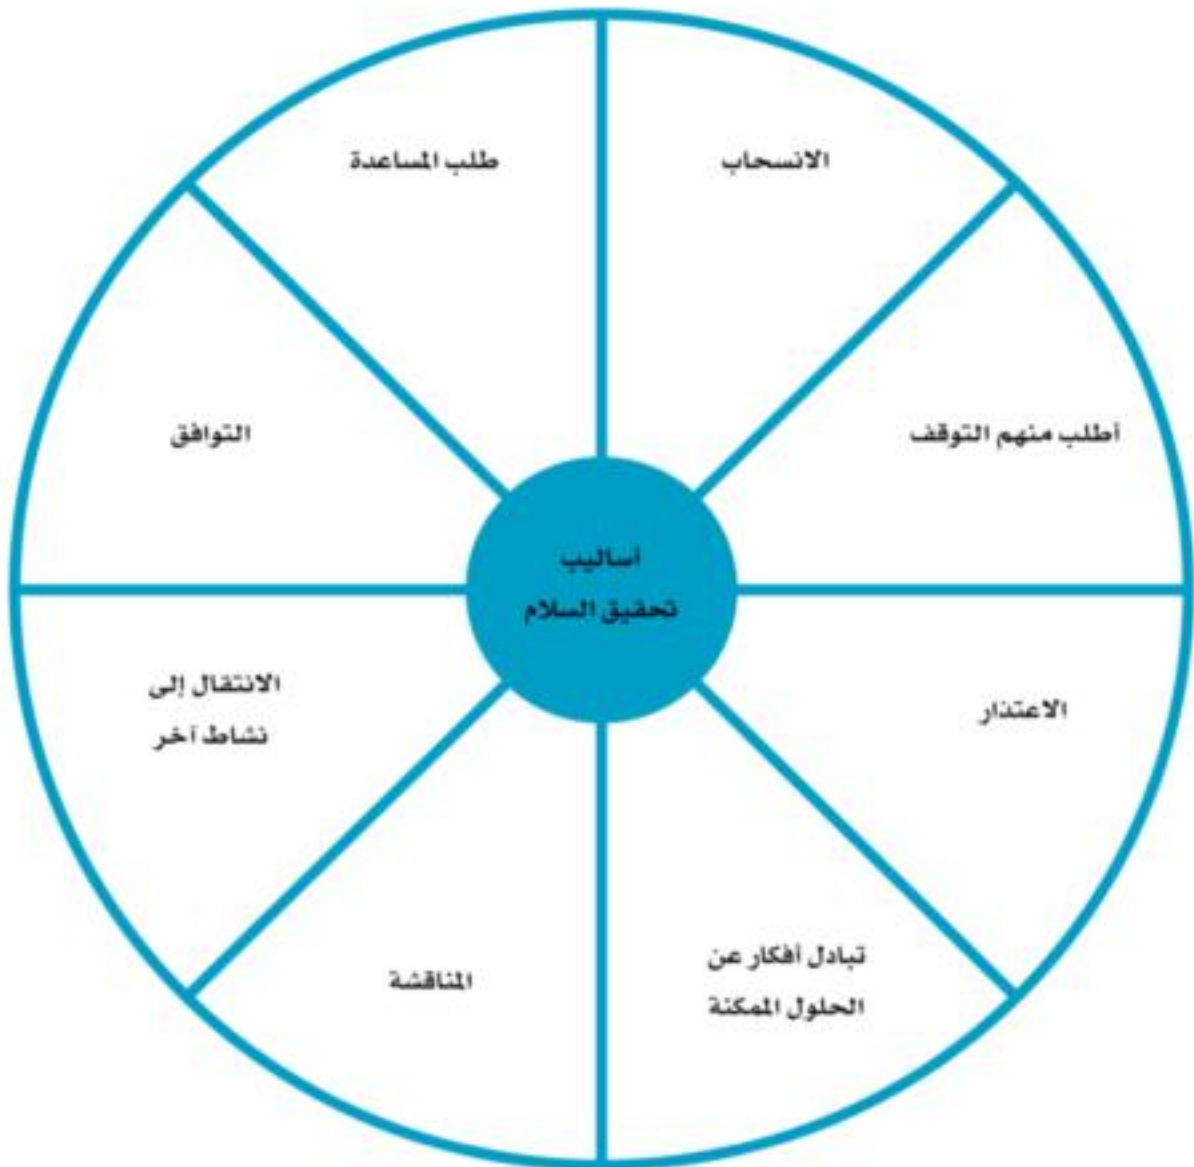 أساليب
تحقيق السلام
الانسحاب
أطلب منهم التوقف
الاعتذار
تبادل أفكار عن
الحلول الممكنة
المناقشة
الانتقال إلى
نشاط آخر
التوافق
طلب المساعدة